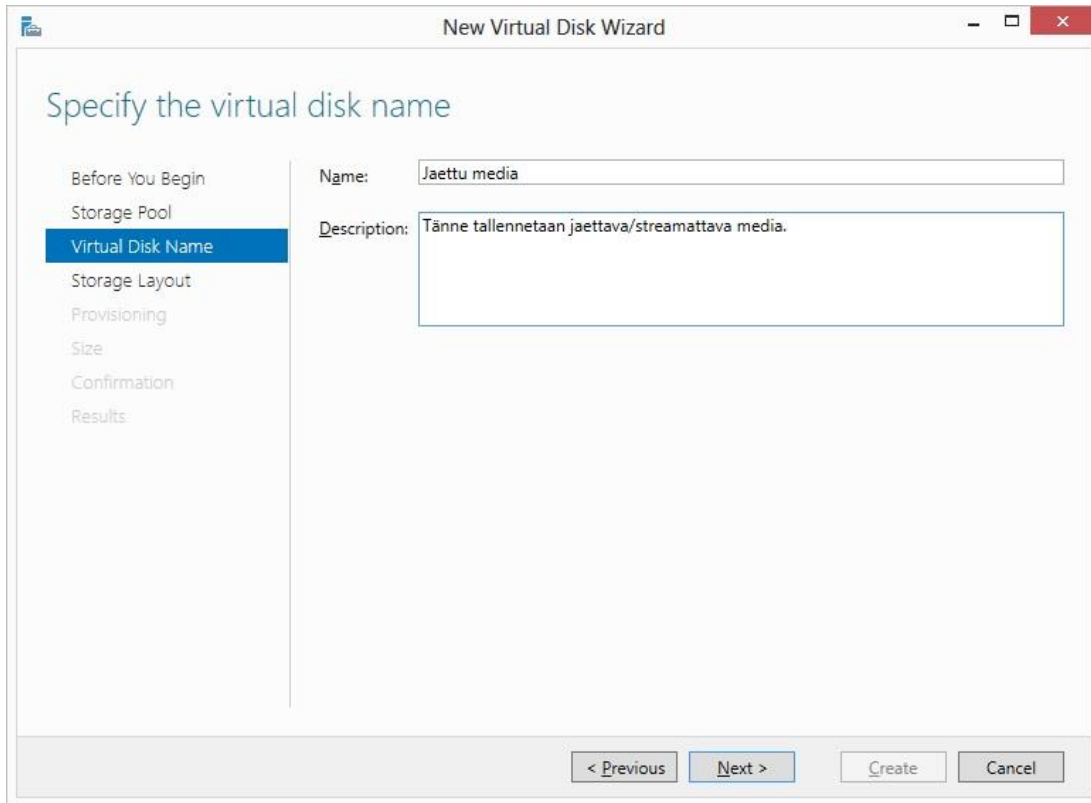 New Virtual Disk Wizard
Specify the virtual disk name
Before You Begin
Storage Pool
Virtual Disk Name
Storage Layout
Provisioning
Size
Confirmation
Results
Name: Jaettu media
Description: Tänne tallennetaan jaettava/streamattava media.
< Previous Next > Create Cancel